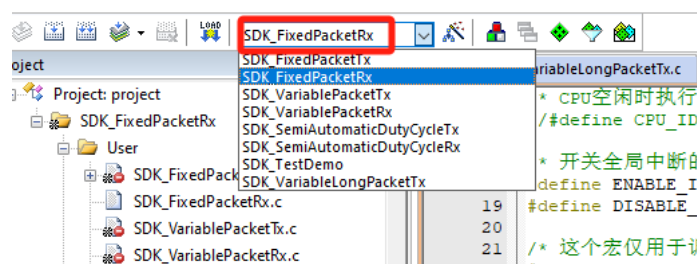 LOAD
SDK_FixedPacketRx
SDK_FixedPacketTx
SDK_FixedPacketRx
SDK_VariablePacketTx
SDK_VariablePacketRx
SDK_SemiAutomaticDutyCycleTx
SDK_SemiAutomaticDutyCycleRx
SDK_TestDemo
SDK_VariableLongPacketTx
oject
Project: project
SDK_FixedPacketRx
User
SDK_FixedPack
SDK_FixedPacketRx.c
SDK_VariablePacketTx.c
SDK_VariablePacketRx.c
riableLongPacketTx.c
* CPU空闲时执行
/#define CPU_ID
* 开关全局中断的
define ENABLE_I
19 #define DISABLE_
20
21 /* 这个宏仅用于